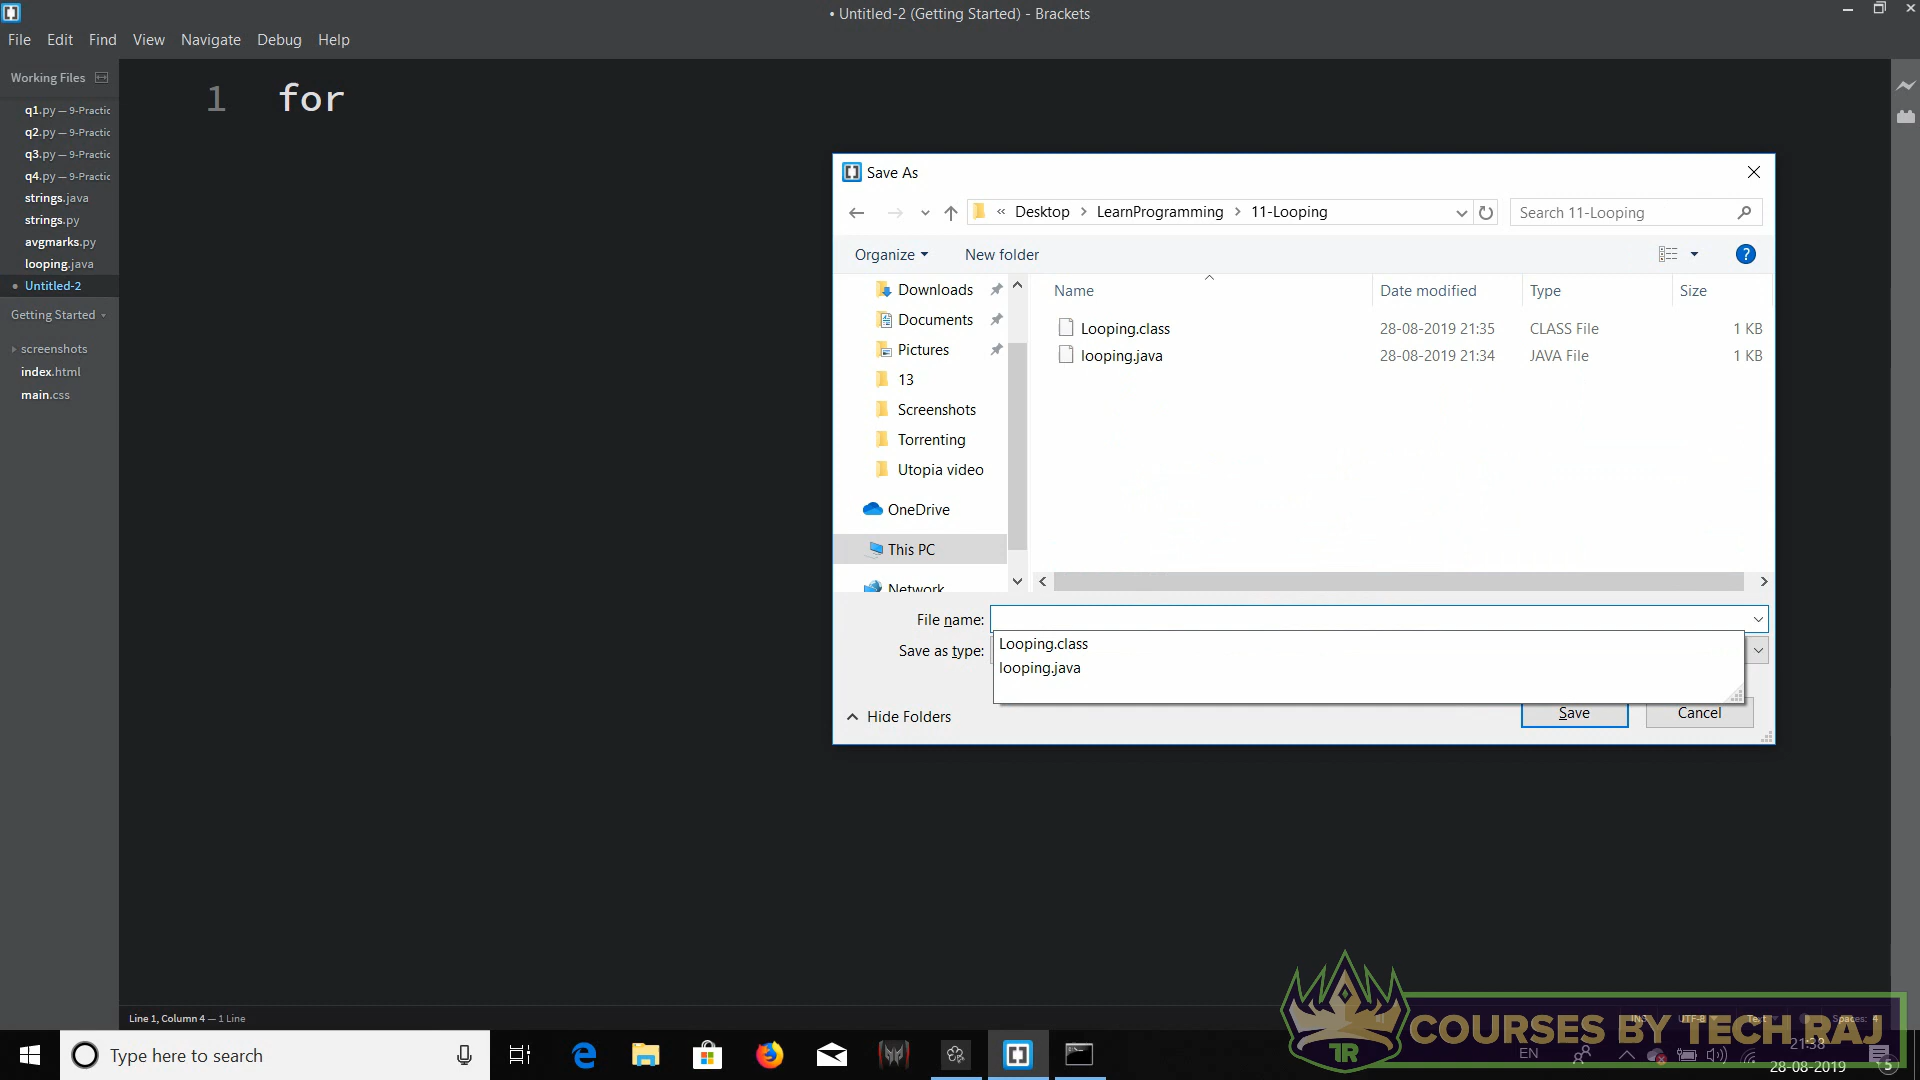 • Untitled-2 (Getting Started) - Brackets
File Edit Find View Navigate Debug Help
Working Files
q1.py — 9-Practic
q2.py — 9-Practic
q3.py — 9-Practic
q4.py — 9-Practic
strings.java
strings.py
avgmarks.py
looping.java
• Untitled-2
Getting Started
screenshots
index.html
main.css
1 for
Save As
« Desktop > LearnProgramming > 11-Looping
Search 11-Looping
Organize New folder
Downloads
Documents
Pictures
13
Screenshots
Torrenting
Utopia video
OneDrive
This PC
Network
Name Date modified Type Size
Looping.class 28-08-2019 21:35 CLASS File 1 KB
looping.java 28-08-2019 21:34 JAVA File 1 KB
File name:
Save as type:
Looping.class
looping.java
Hide Folders
Save Cancel
Line 1, Column 4 — 1 Line
INS UTF-8 Text Spaces: 4
TR
COURSES BY TECH RAJ
Type here to search
EN
21:38
28-08-2019
5